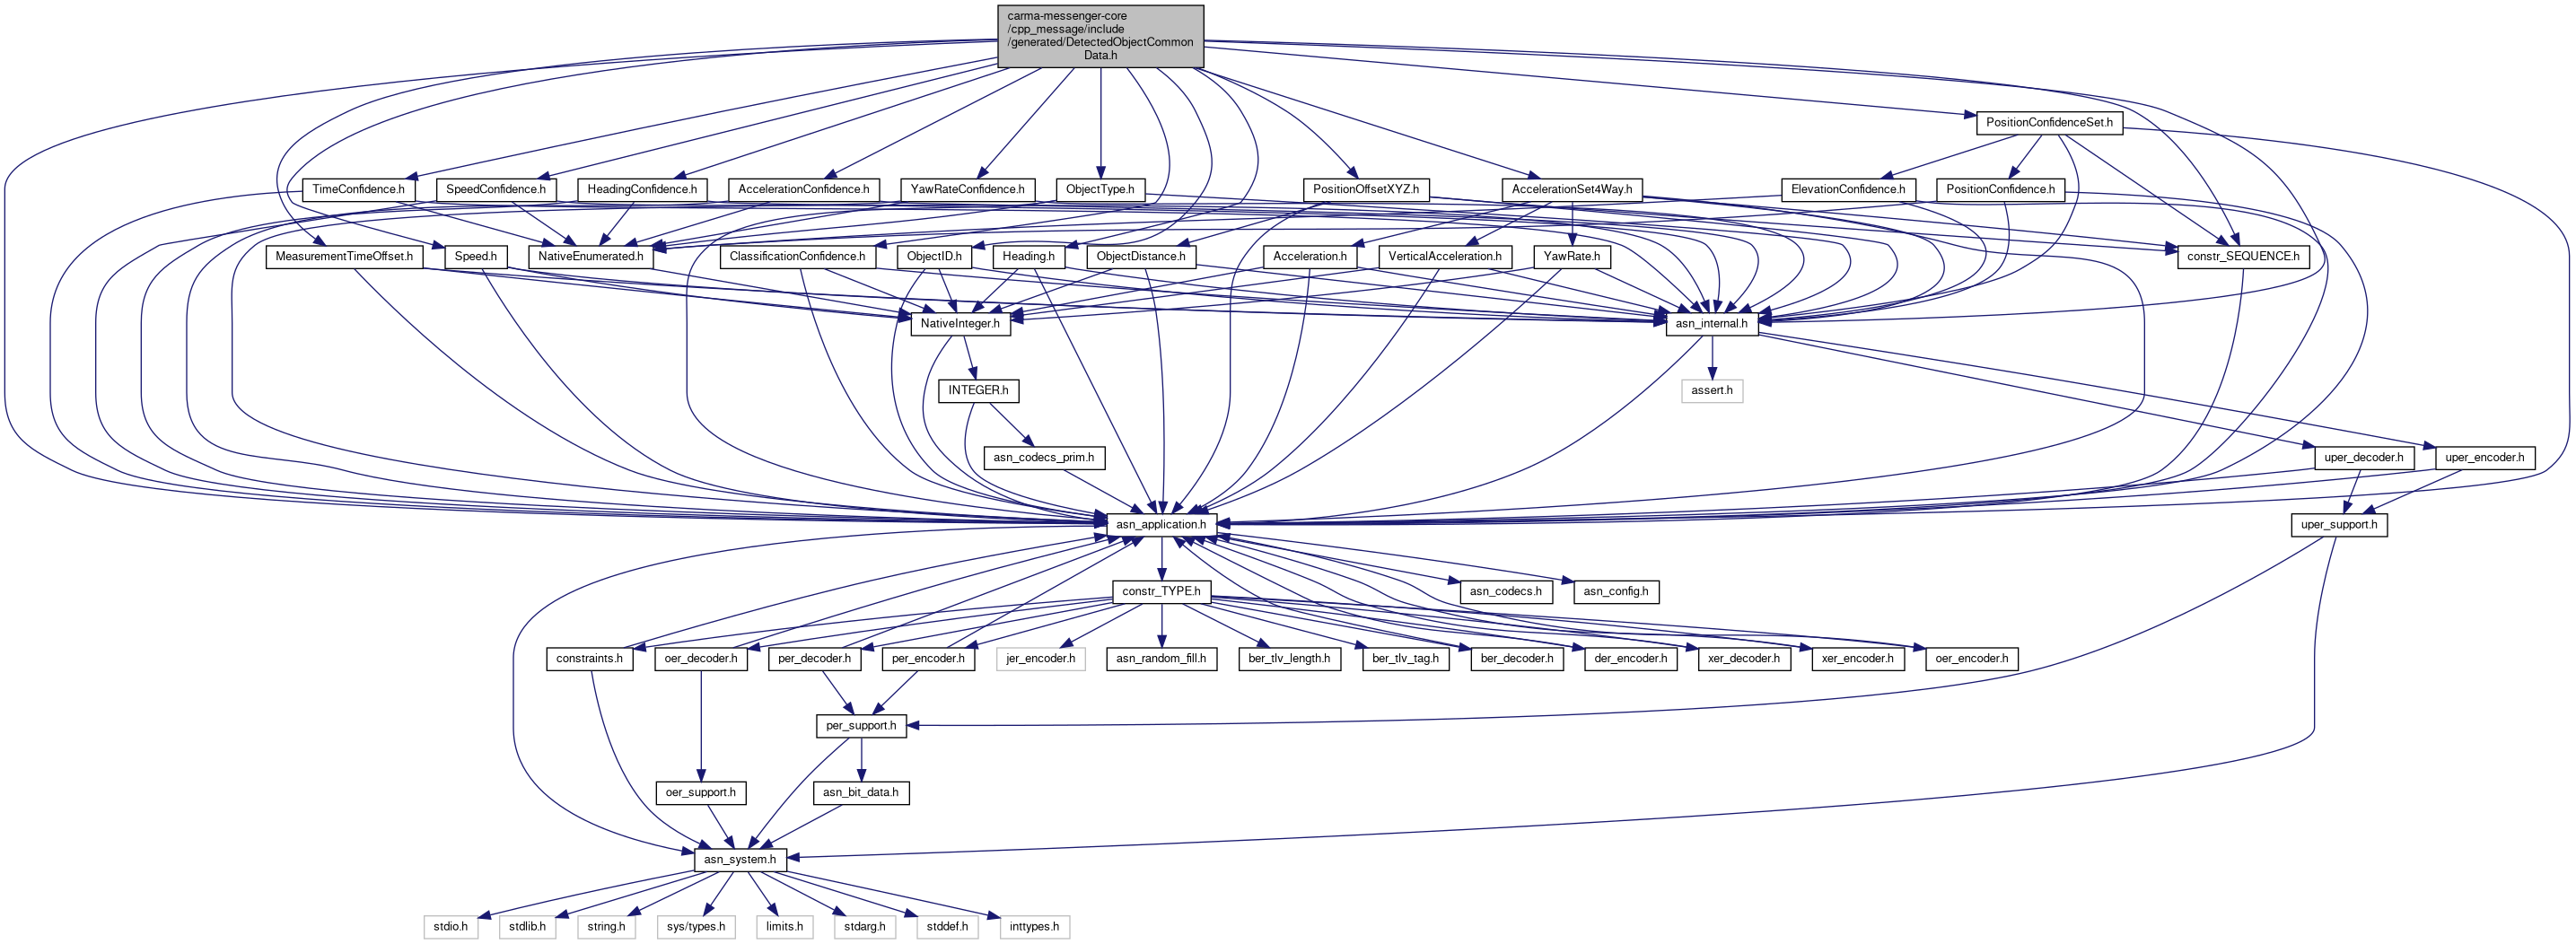 carma-messenger-core
/cpp_message/include
/generated/DetectedObjectCommon
Data.h
PositionConfidenceSet.h
TimeConfidence.h
SpeedConfidence.h
HeadingConfidence.h
AccelerationConfidence.h
YawRateConfidence.h
ObjectType.h
PositionOffsetXYZ.h
AccelerationSet4Way.h
ElevationConfidence.h
PositionConfidence.h
MeasurementTimeOffset.h
Speed.h
NativeEnumerated.h
ClassificationConfidence.h
ObjectID.h
Heading.h
ObjectDistance.h
Acceleration.h
VerticalAcceleration.h
YawRate.h
constr_SEQUENCE.h
NativeInteger.h
asn_internal.h
INTEGER.h
assert.h
asn_codecs_prim.h
uper_decoder.h
uper_encoder.h
asn_application.h
uper_support.h
constr_TYPE.h
asn_codecs.h
asn_config.h
constraints.h
oer_decoder.h
per_decoder.h
per_encoder.h
jer_encoder.h
asn_random_fill.h
ber_tlv_length.h
ber_tlv_tag.h
ber_decoder.h
der_encoder.h
xer_decoder.h
xer_encoder.h
oer_encoder.h
per_support.h
oer_support.h
asn_bit_data.h
asn_system.h
stdio.h
stdlib.h
string.h
sys/types.h
limits.h
stdarg.h
stddef.h
inttypes.h